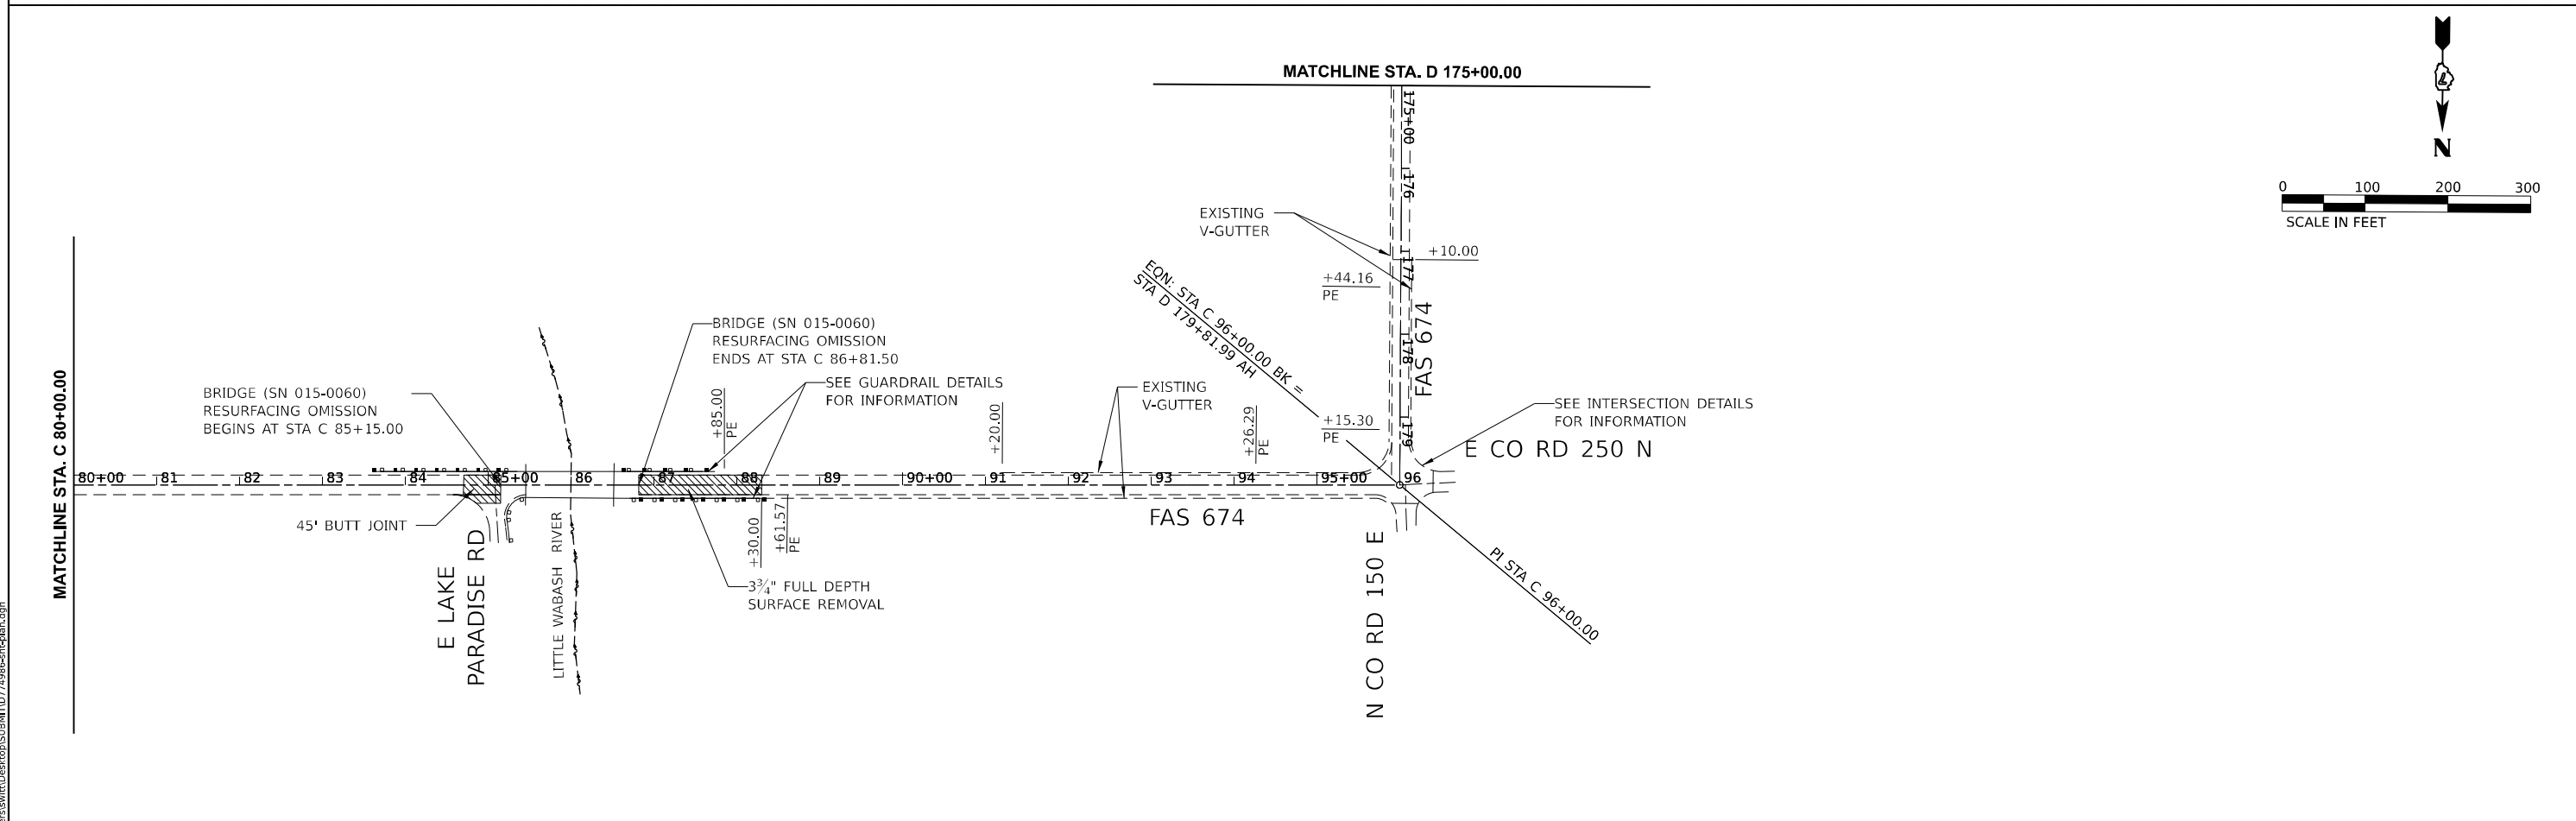 MATCHLINE STA. D 175+00.00
N
0 100 200 300
SCALE IN FEET
175+00
176
177
178
179
EXISTING
V-GUTTER
+10.00
+44.16
PE
FAS 674
EQN: STA C 96+00.00 BK =
STA D 179+81.99 AH
+15.30
PE
SEE INTERSECTION DETAILS
FOR INFORMATION
E CO RD 250 N
BRIDGE (SN 015-0060)
RESURFACING OMISSION
ENDS AT STA C 86+81.50
SEE GUARDRAIL DETAILS
FOR INFORMATION
BRIDGE (SN 015-0060)
RESURFACING OMISSION
BEGINS AT STA C 85+15.00
+85.00
PE
+20.00
EXISTING
V-GUTTER
+26.29
PE
MATCHLINE STA. C 80+00.00
80+00 81 82 83 84 85+00 86 87 88 89 90+00 91 92 93 94 95+00 96
45' BUTT JOINT
FAS 674
E LAKE
PARADISE RD
LITTLE WABASH RIVER
+30.00
+61.57
PE
3 3/4" FULL DEPTH
SURFACE REMOVAL
N CO RD 150 E
PI STA C 96+00.00